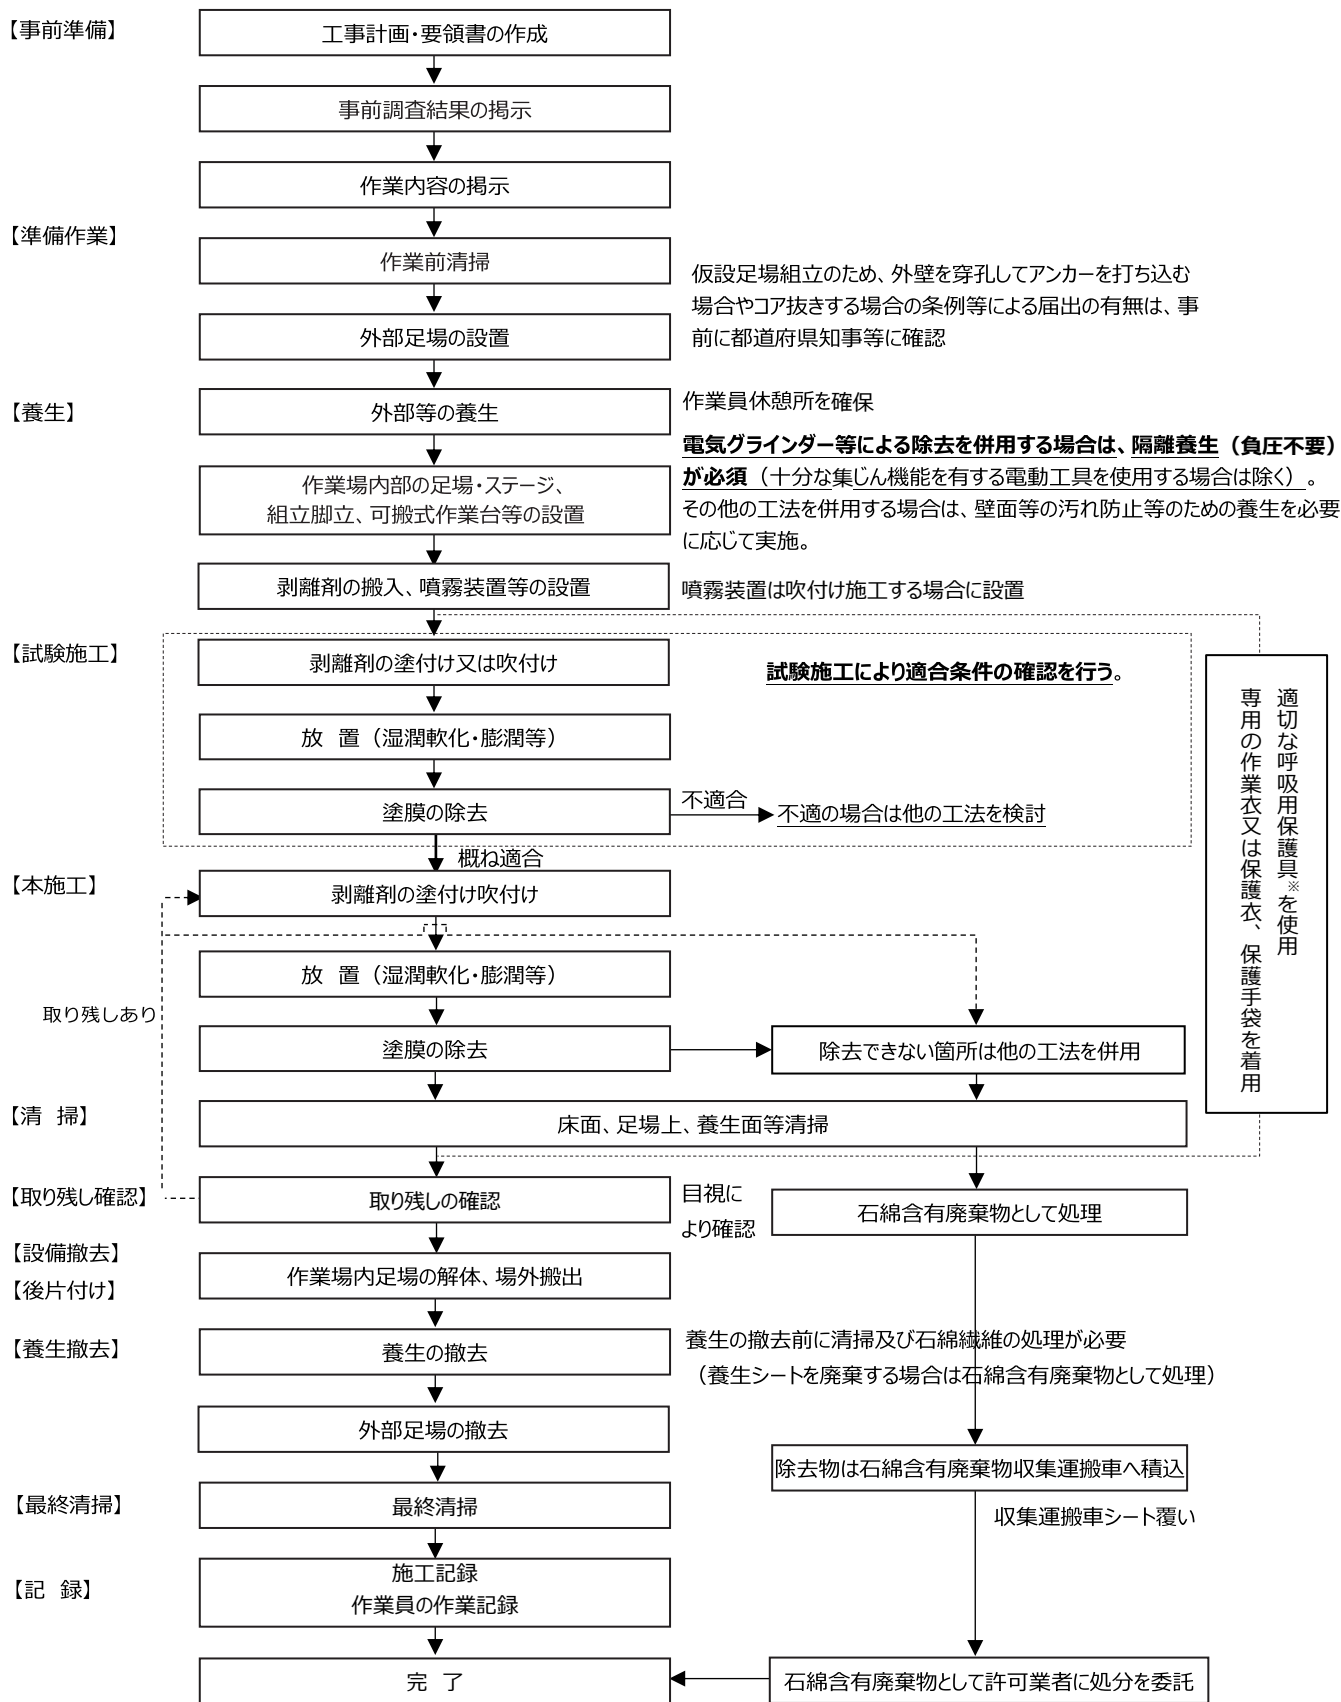 【事前準備】
工事計画・要領書の作成
事前調査結果の掲示
作業内容の掲示
【準備作業】
作業前清掃
仮設足場組立のため、外壁を穿孔してアンカーを打ち込む
場合やコア抜きする場合の条例等による届出の有無は、事
前に都道府県知事等に確認
外部足場の設置
【養生】
外部等の養生
作業員休憩所を確保
電気グラインダー等による除去を併用する場合は、隔離養生（負圧不要）
が必須（十分な集じん機能を有する電動工具を使用する場合は除く）。
その他の工法を併用する場合は、壁面等の汚れ防止等のための養生を必要
に応じて実施。
作業場内部の足場・ステージ、
組立脚立、可搬式作業台等の設置
剥離剤の搬入、噴霧装置等の設置
噴霧装置は吹付け施工する場合に設置
【試験施工】
剥離剤の塗付け又は吹付け
試験施工により適合条件の確認を行う。
放　置（湿潤軟化・膨潤等）
塗膜の除去
不適合
不適の場合は他の工法を検討
概ね適合
適切な呼吸用保護具※を使用
専用の作業衣又は保護衣、保護手袋を着用
【本施工】
剥離剤の塗付け吹付け
放　置（湿潤軟化・膨潤等）
取り残しあり
塗膜の除去
除去できない箇所は他の工法を併用
【清　掃】
床面、足場上、養生面等清掃
【取り残し確認】
取り残しの確認
目視に
より確認
石綿含有廃棄物として処理
【設備撤去】
【後片付け】
作業場内足場の解体、場外搬出
【養生撤去】
養生の撤去
養生の撤去前に清掃及び石綿繊維の処理が必要
（養生シートを廃棄する場合は石綿含有廃棄物として処理）
外部足場の撤去
除去物は石綿含有廃棄物収集運搬車へ積込
【最終清掃】
最終清掃
収集運搬車シート覆い
【記　録】
施工記録
作業員の作業記録
完　了
石綿含有廃棄物として許可業者に処分を委託